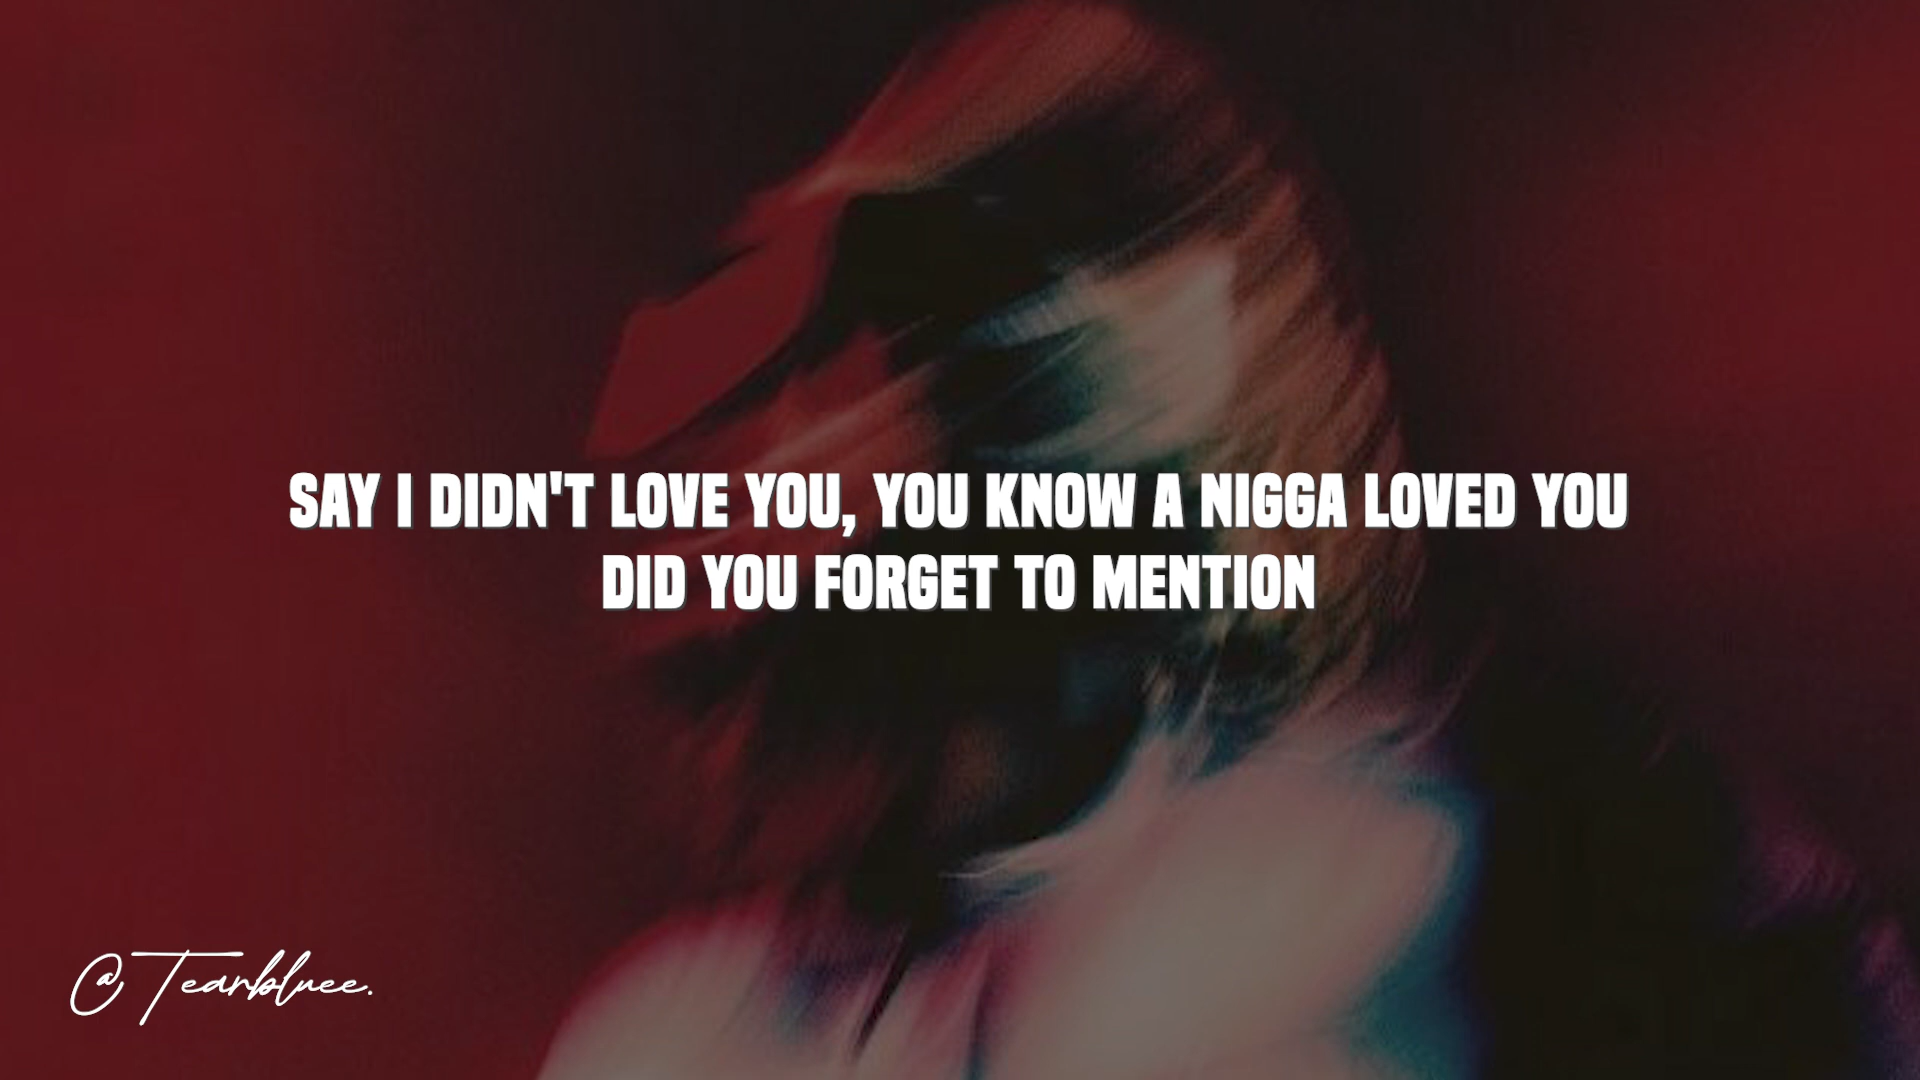 SAY I DIDN'T LOVE YOU, YOU KNOW A NIGGA LOVED YOU
DID YOU FORGET TO MENTION
@Tearbluee.